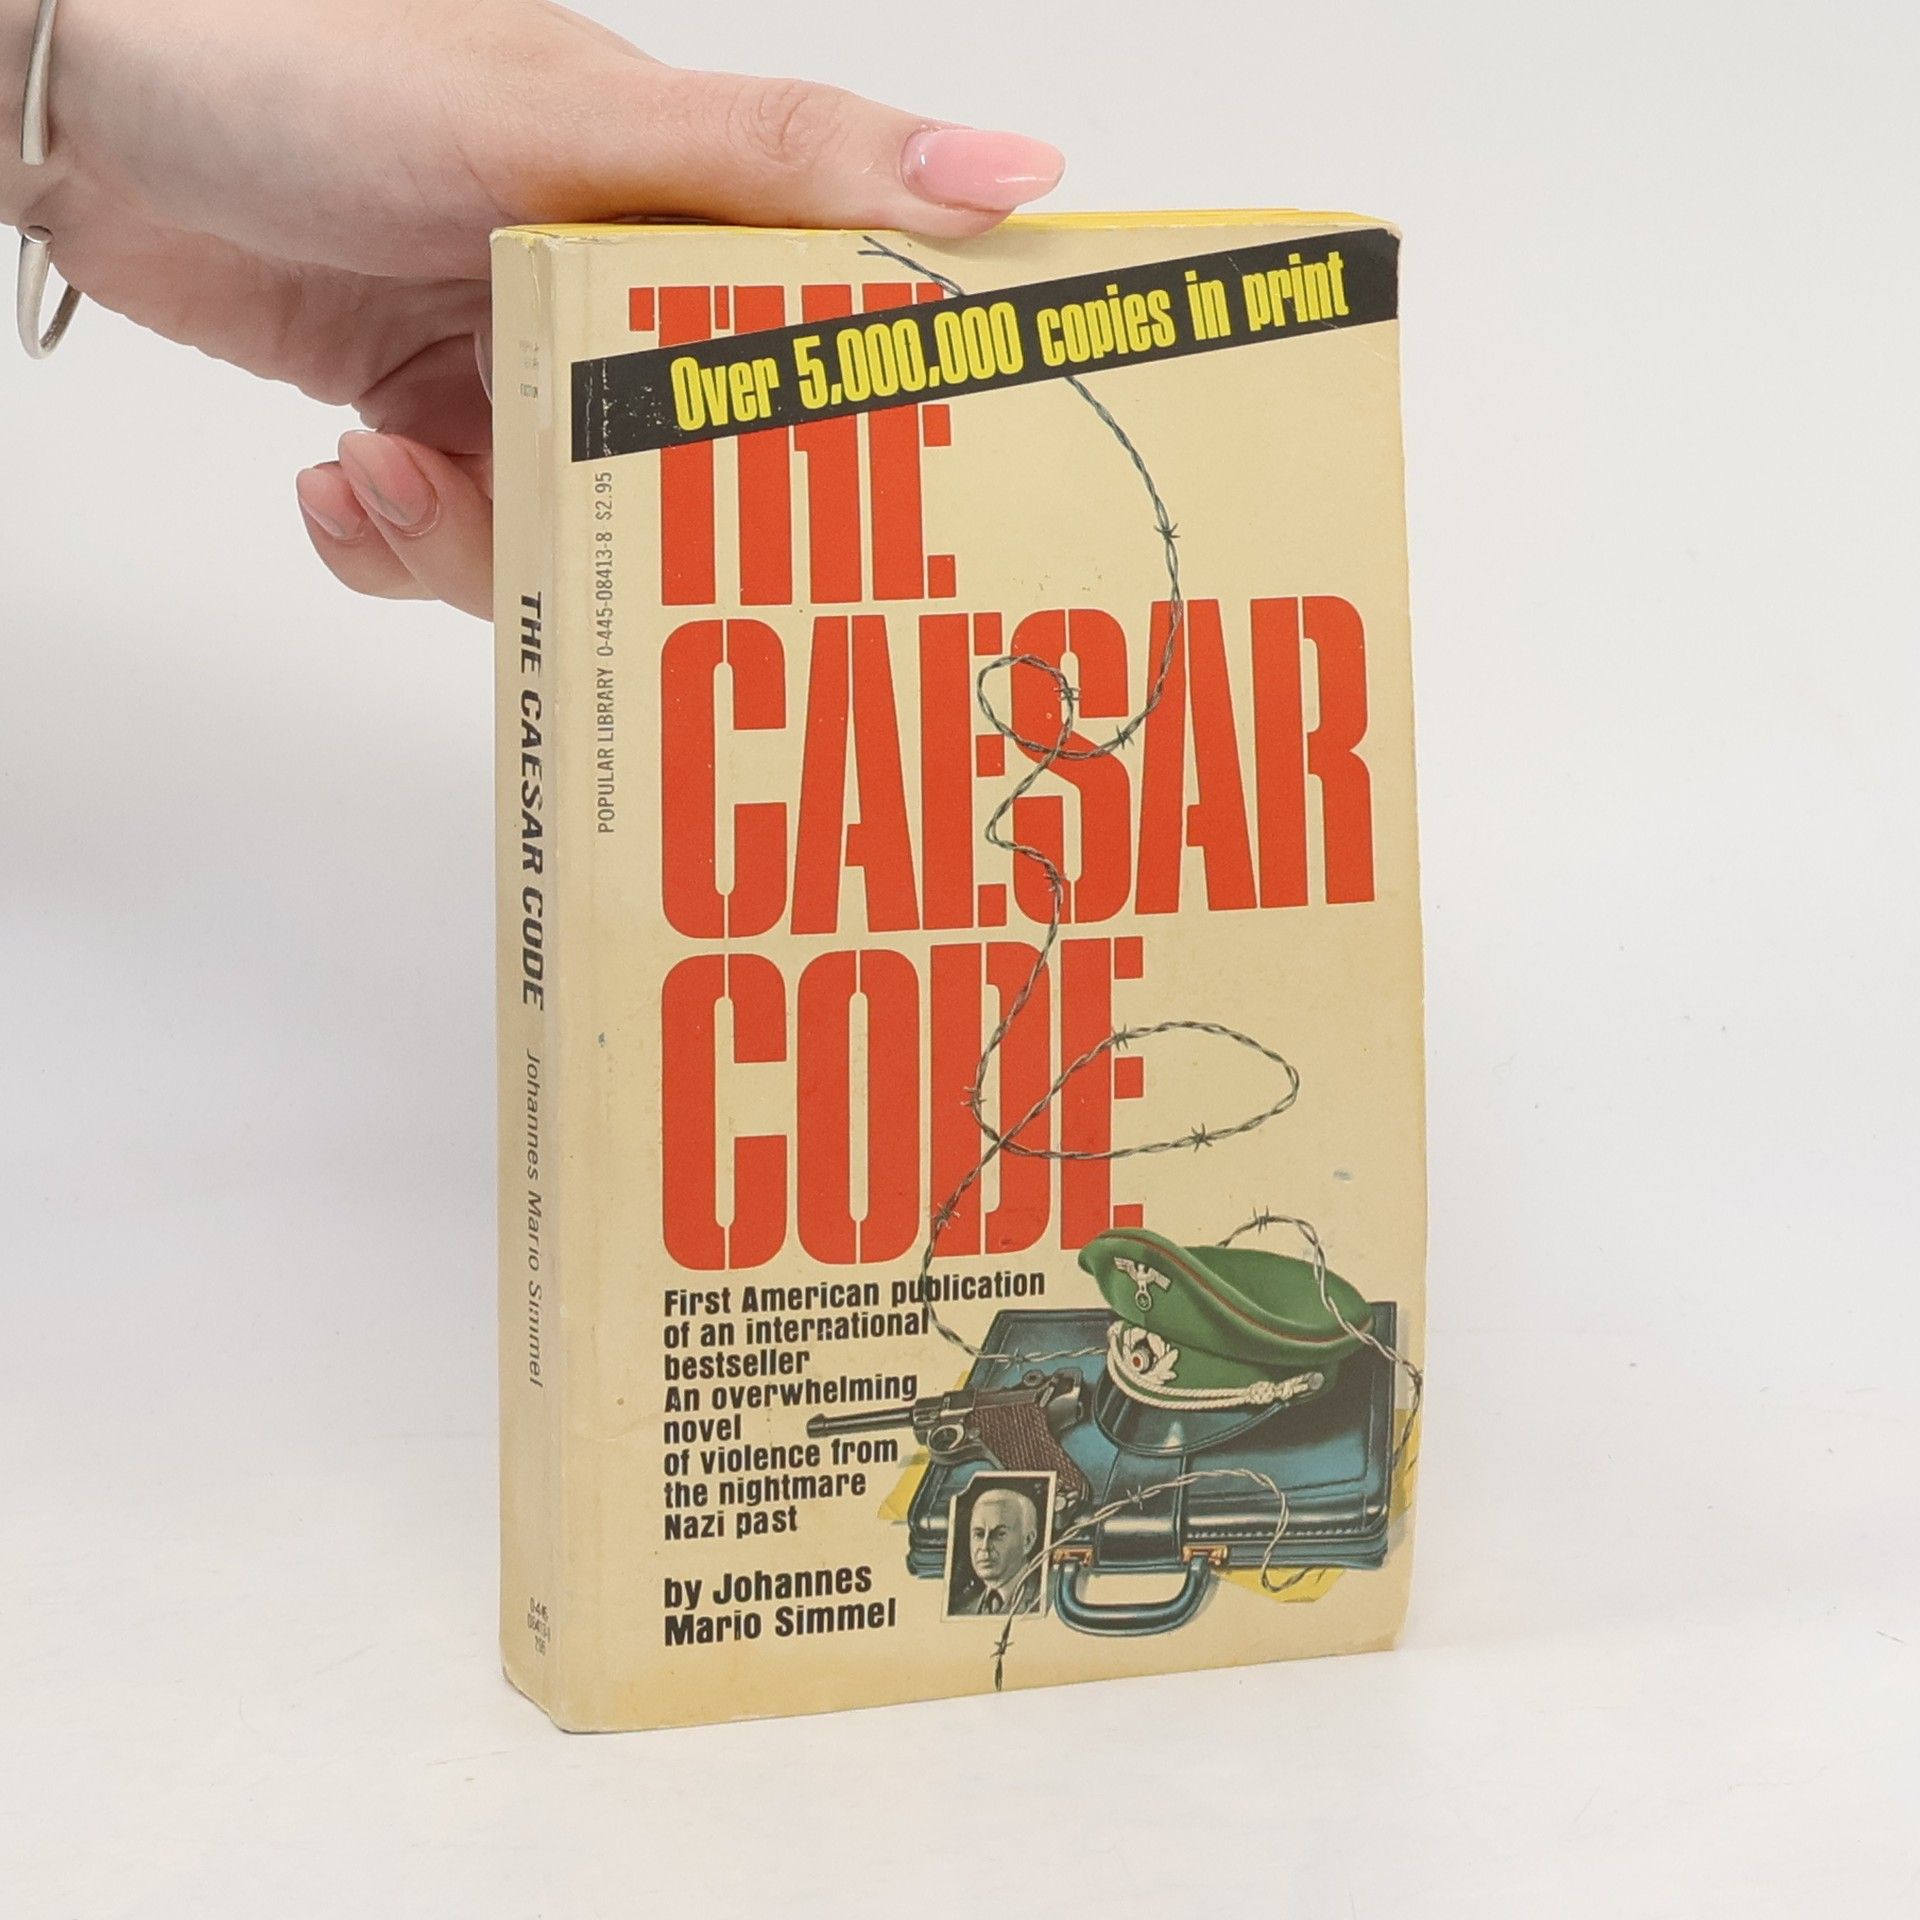 Over 5,000,000 copies in print
THE
CAESAR
CODE
First American publication
of an international
bestseller
An overwhelming
novel
of violence from
the nightmare
Nazi past
by Johannes
Mario Simmel
POPULAR LIBRARY 0-445-08413-8 $2.95
FICTION
THE CAESAR CODE Johannes Mario Simmel